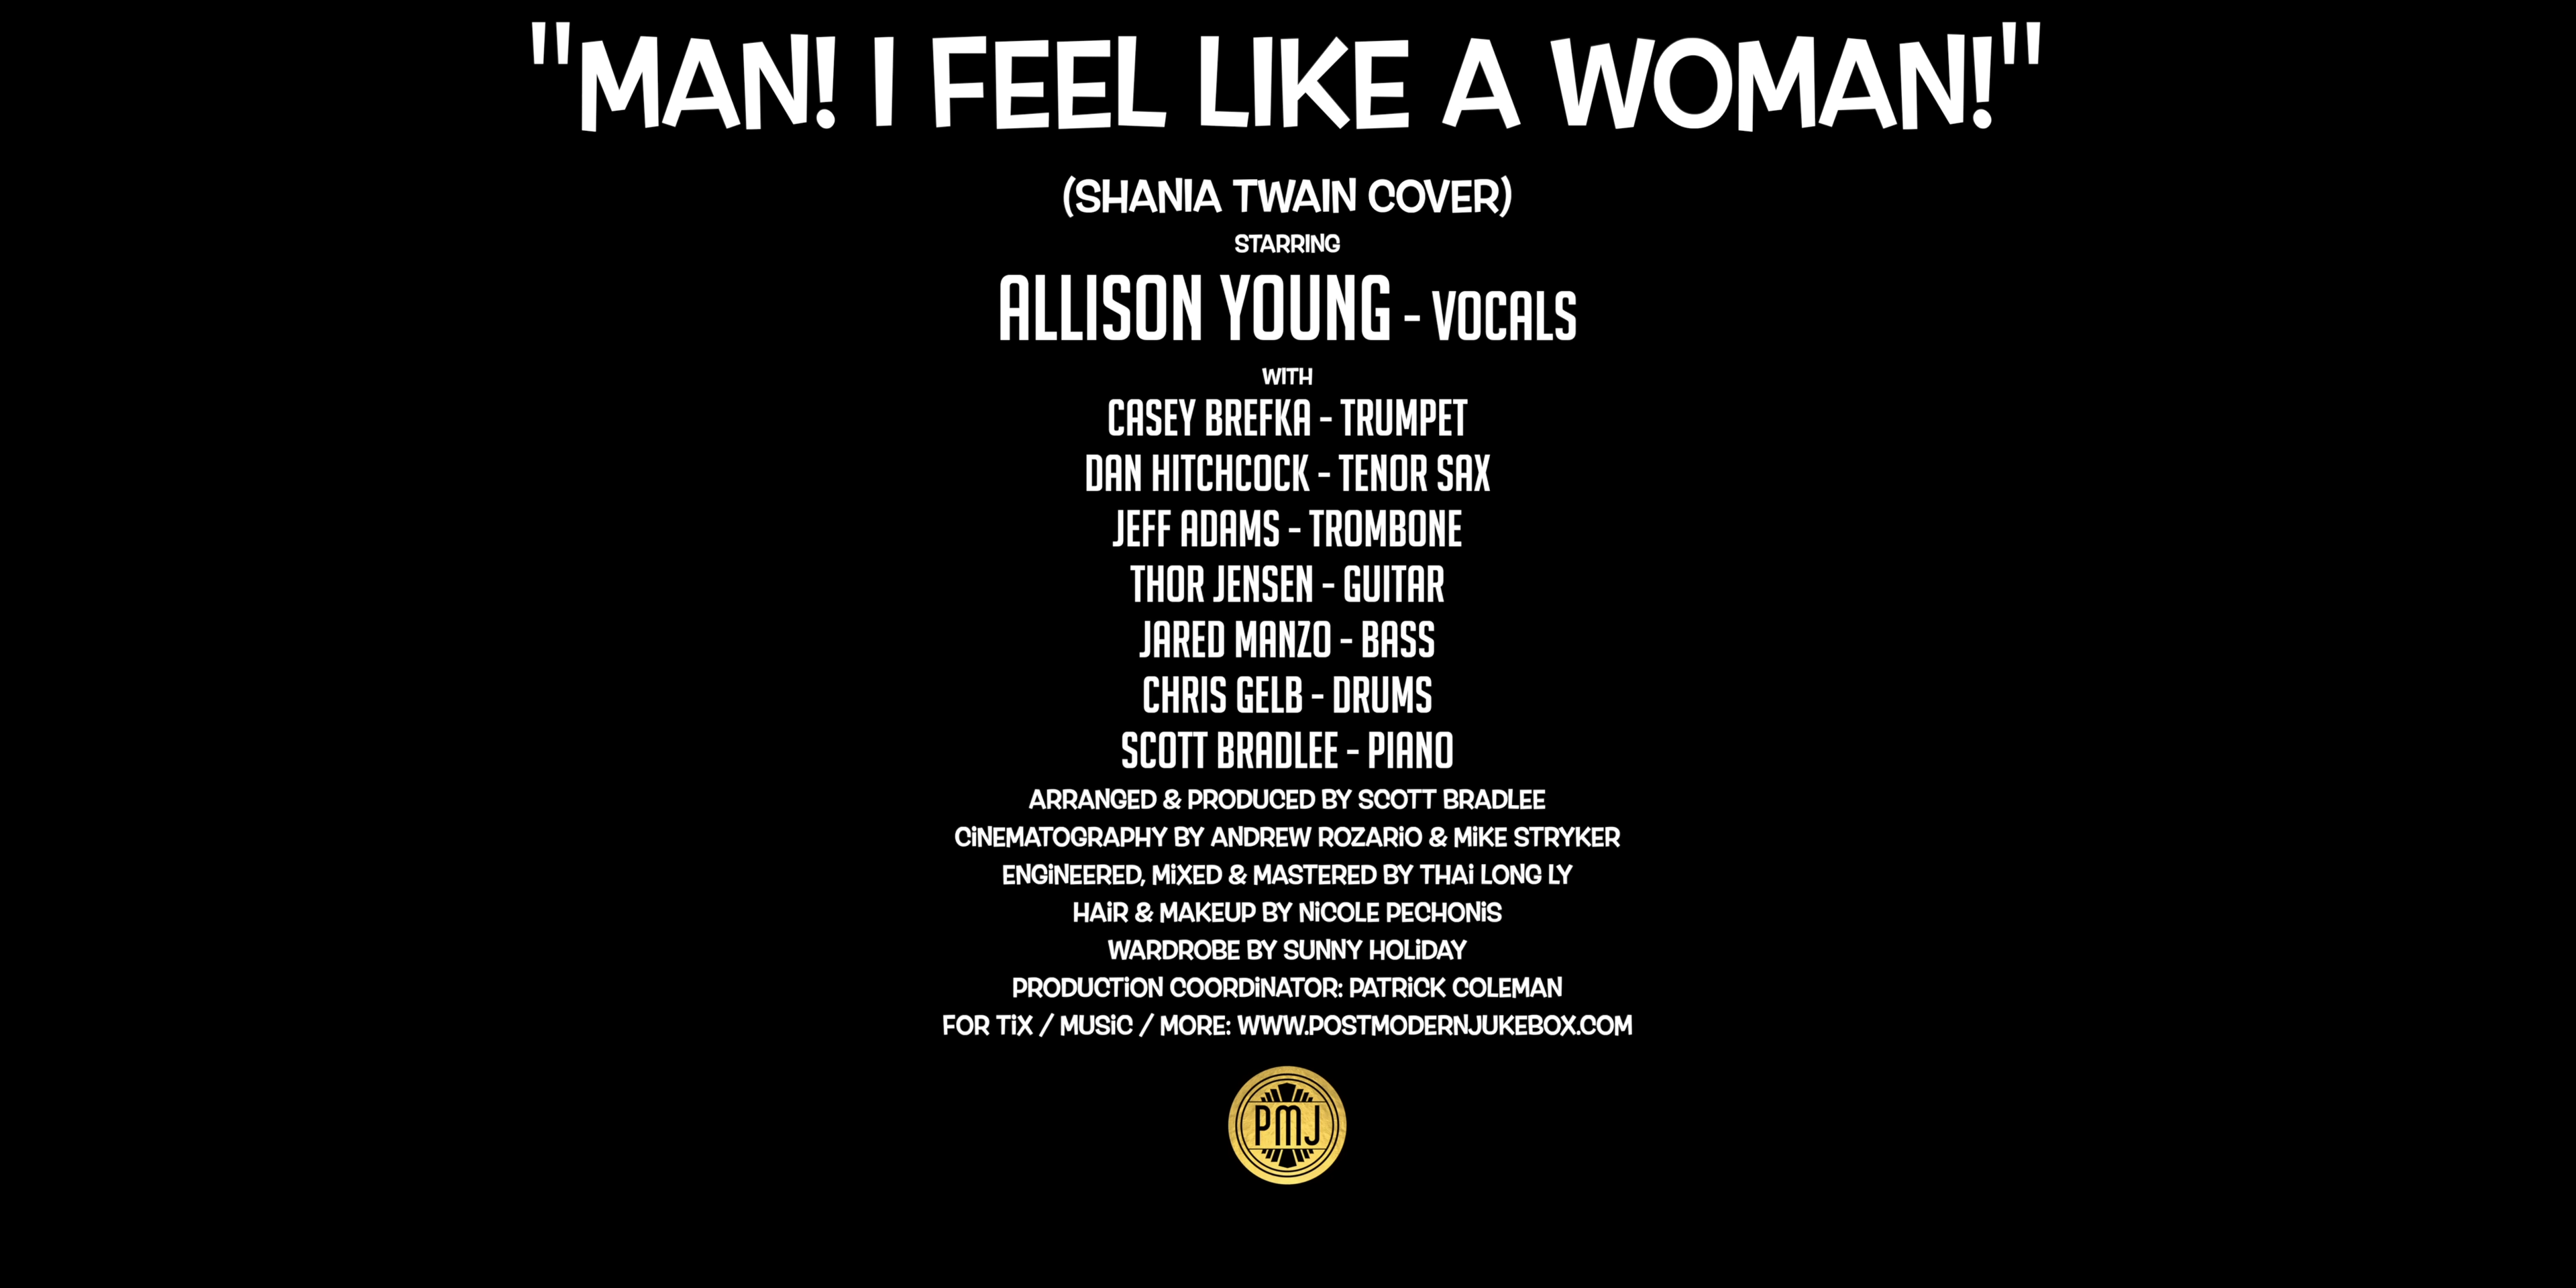 "MAN! I FEEL LIKE A WOMAN!"
(SHANIA TWAIN COVER)
STARRING
ALLISON YOUNG - VOCALS
WITH
CASEY BREFKA - TRUMPET
DAN HITCHCOCK - TENOR SAX
JEFF ADAMS - TROMBONE
THOR JENSEN - GUITAR
JARED MANZO - BASS
CHRIS GELB - DRUMS
SCOTT BRADLEE - PIANO
ARRANGED & PRODUCED BY SCOTT BRADLEE
CiNEMATOGRAPHY BY ANDREW ROZARiO & MiKE STRYKER
ENGiNEERED, MiXED & MASTERED BY THAi LONG LY
HAiR & MAKEUP BY NiCOLE PECHONiS
WARDROBE BY SUNNY HOLiDAY
PRODUCTiON COORDiNATOR: PATRiCK COLEMAN
FOR TiX / MUSiC / MORE: WWW.POSTMODERNJUKEBOX.COM
PMJ